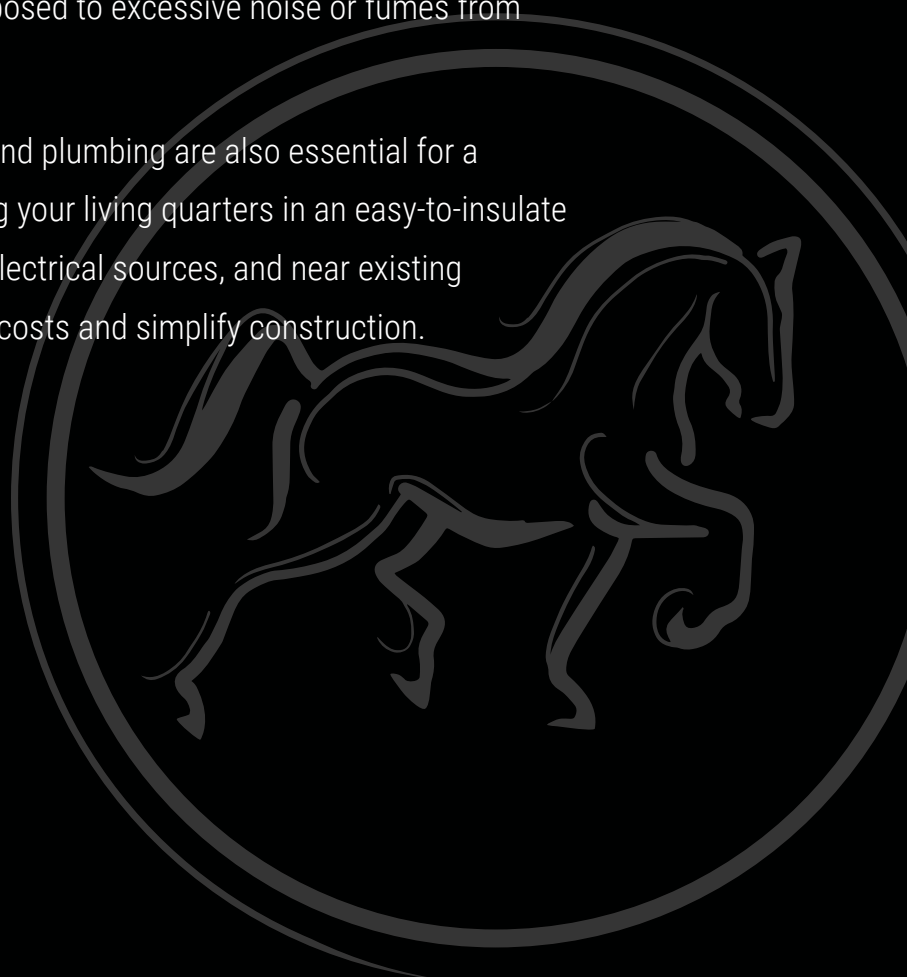 posed to excessive noise or fumes from
nd plumbing are also essential for a
g your living quarters in an easy-to-insulate
lectrical sources, and near existing
costs and simplify construction.